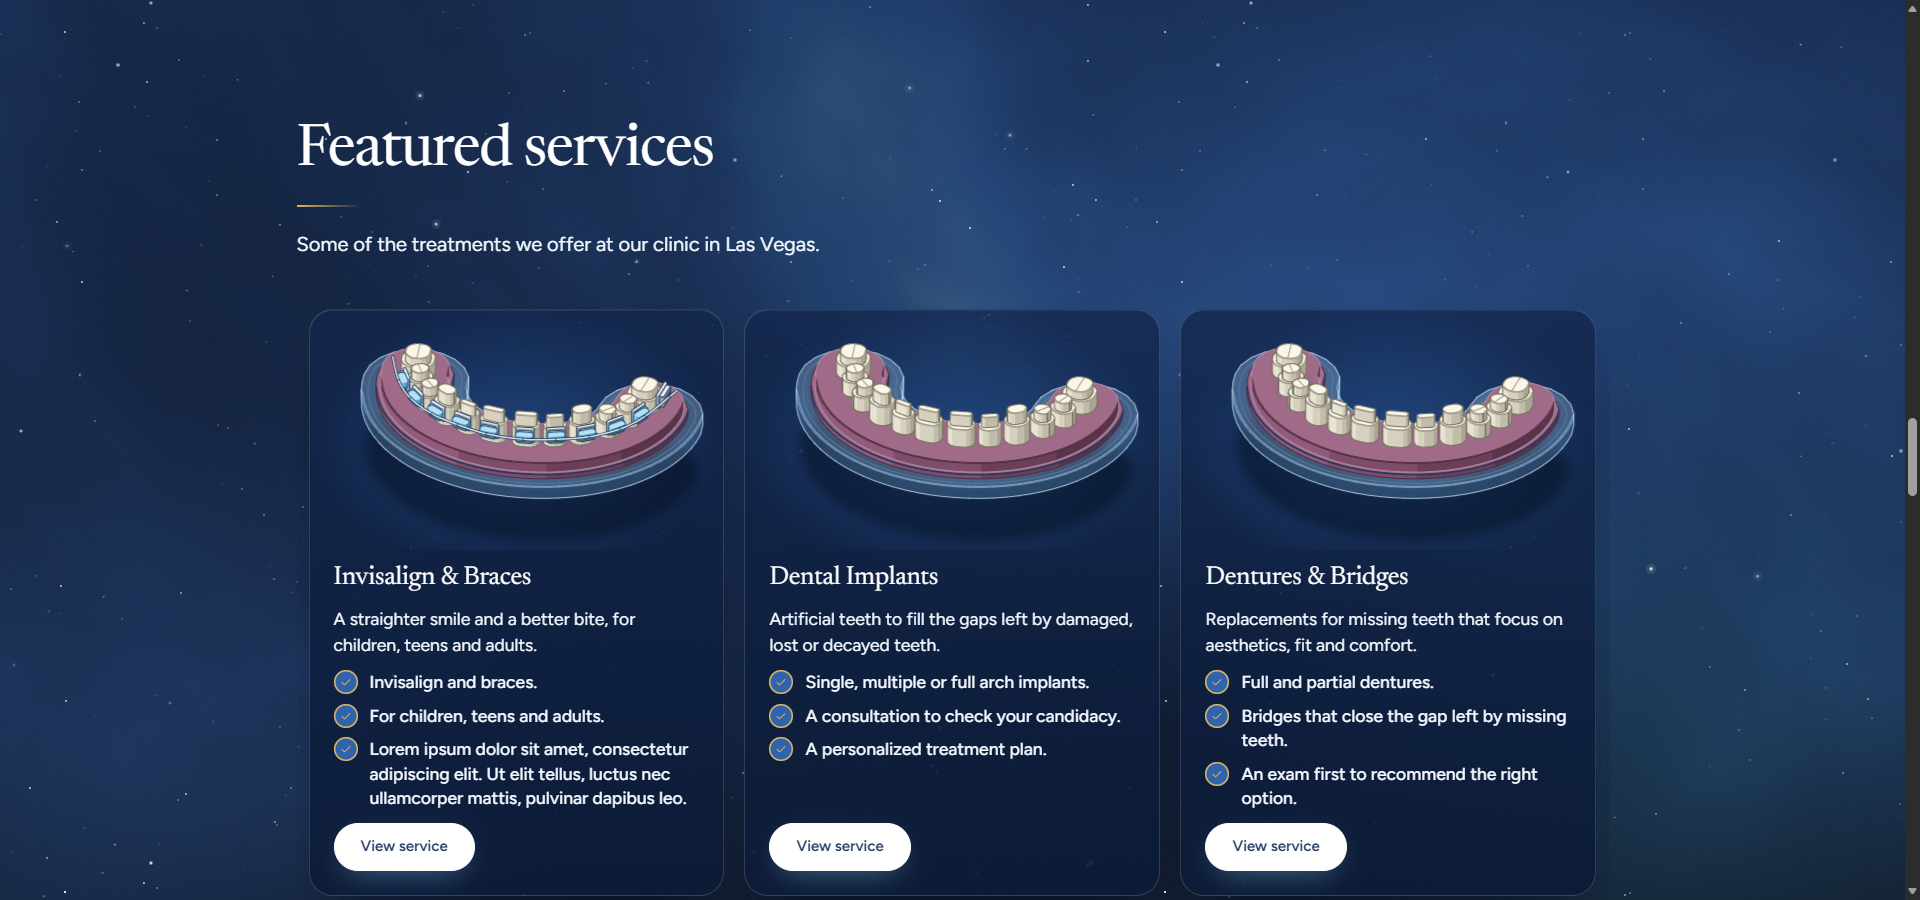 Featured services
Some of the treatments we offer at our clinic in Las Vegas.
Invisalign & Braces
A straighter smile and a better bite, for
children, teens and adults.
Invisalign and braces.
For children, teens and adults.
Lorem ipsum dolor sit amet, consectetur
adipiscing elit. Ut elit tellus, luctus nec
ullamcorper mattis, pulvinar dapibus leo.
View service
Dental Implants
Artificial teeth to fill the gaps left by damaged,
lost or decayed teeth.
Single, multiple or full arch implants.
A consultation to check your candidacy.
A personalized treatment plan.
View service
Dentures & Bridges
Replacements for missing teeth that focus on
aesthetics, fit and comfort.
Full and partial dentures.
Bridges that close the gap left by missing
teeth.
An exam first to recommend the right
option.
View service